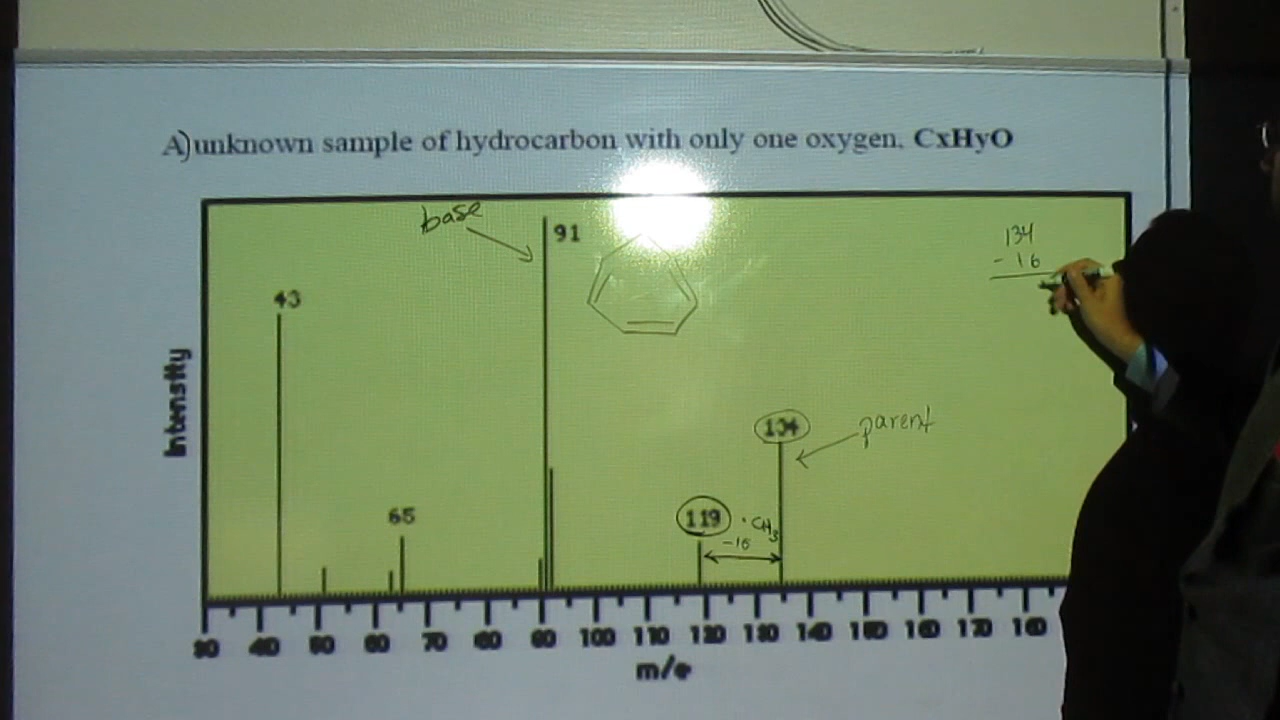 A) unknown sample of hydrocarbon with only one oxygen. CxHyO
base
91
134
- 16
43
134
parent
65
119
·CH3
-16
Intensity
30 40 50 60 70 80 90 100 110 120 130 140 150 160 170 180
m/e